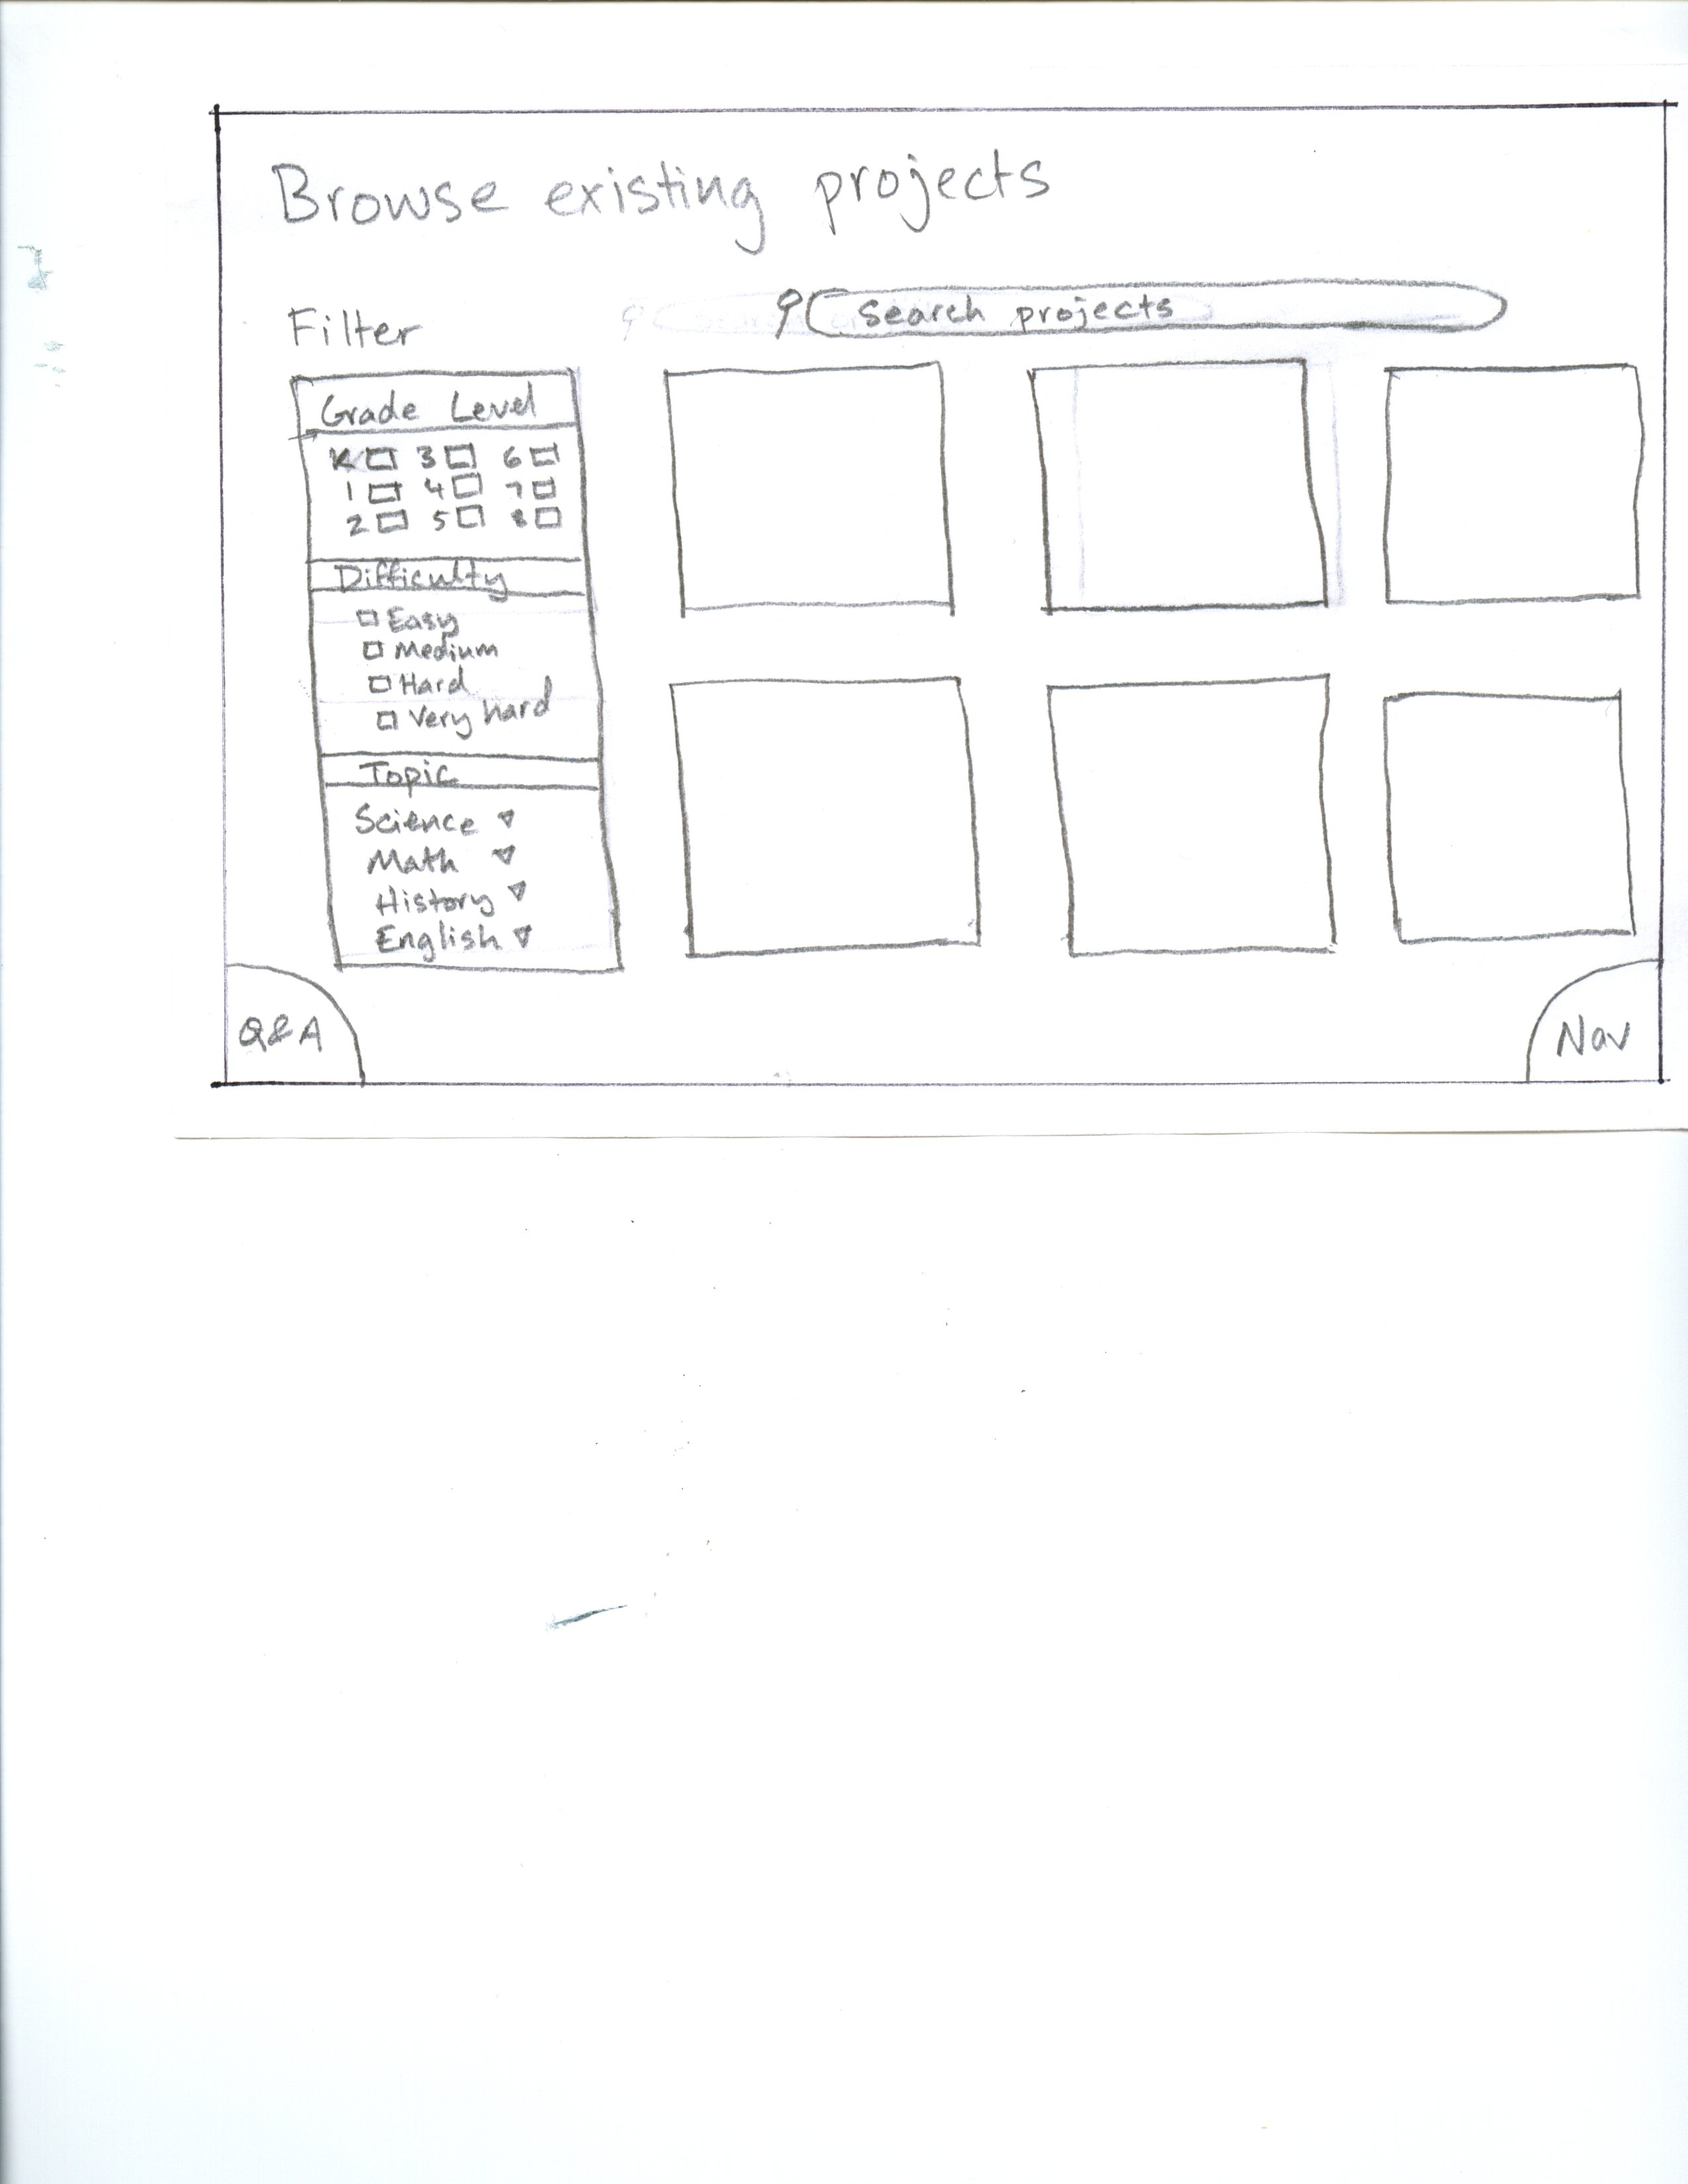 Browse existing projects
Filter
Search projects
Grade Level
K 3 6
1 4 7
2 5 8
Difficulty
Easy
Medium
Hard
Very hard
Topic
Science
Math
History
English
Q&A
Nav